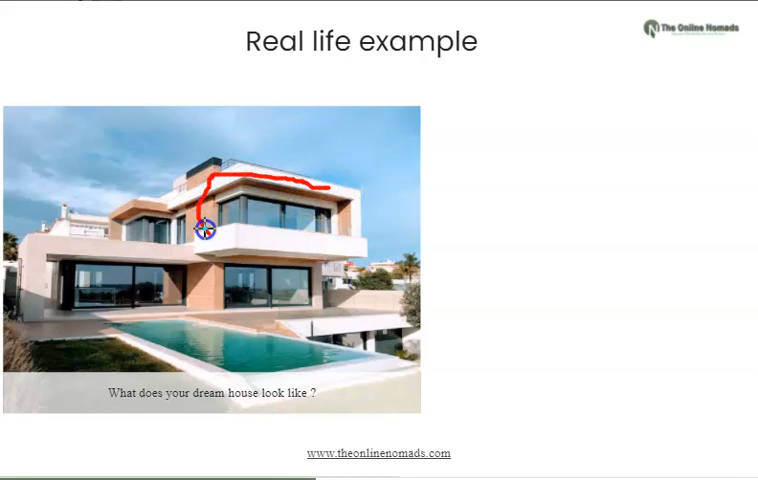 Real life example
The Online Nomads
What does your dream house look like ?
www.theonlinenomads.com